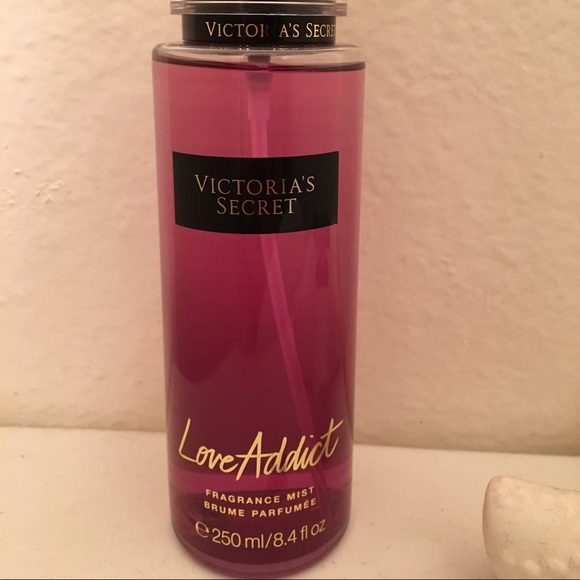 VICTORIA'S SECRE
VICTORIA'S
SECRET
Love Addict
FRAGRANCE MIST
BRUME PARFUMÉE
℮ 250 ml/8.4 fl oz